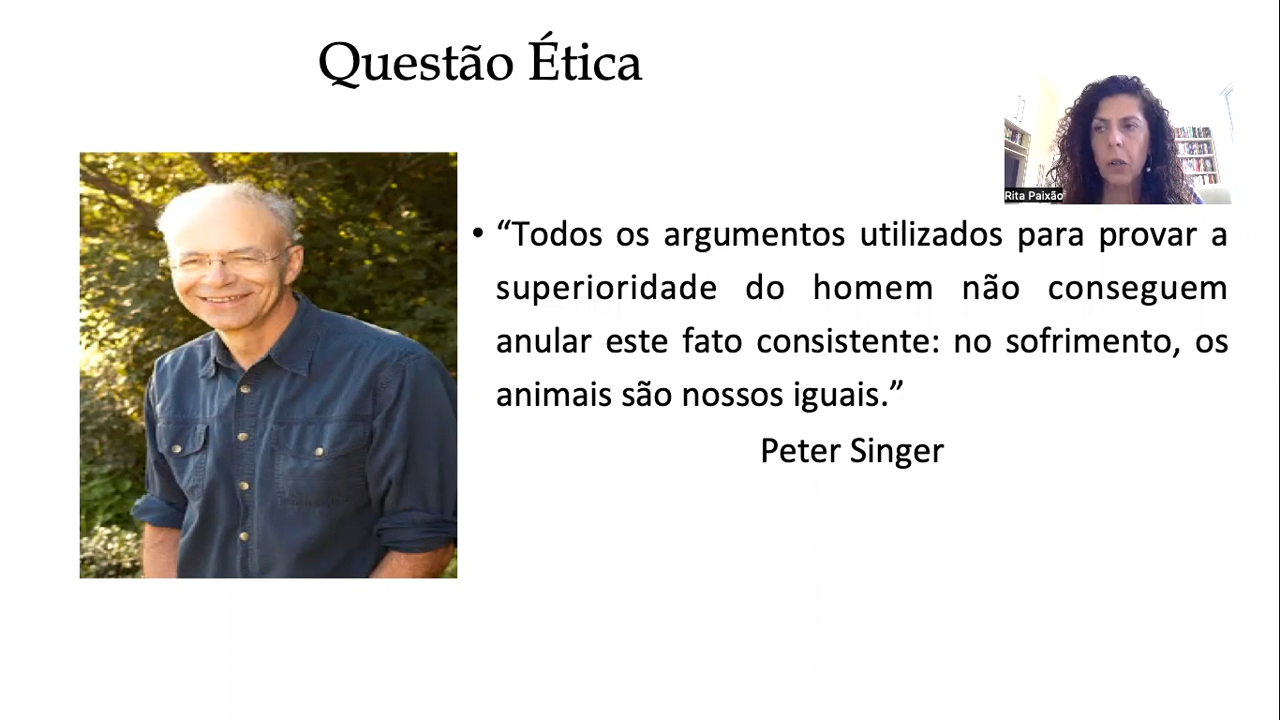 Questão Ética
Rita Paixão
• “Todos os argumentos utilizados para provar a
superioridade do homem não conseguem
anular este fato consistente: no sofrimento, os
animais são nossos iguais.”
Peter Singer